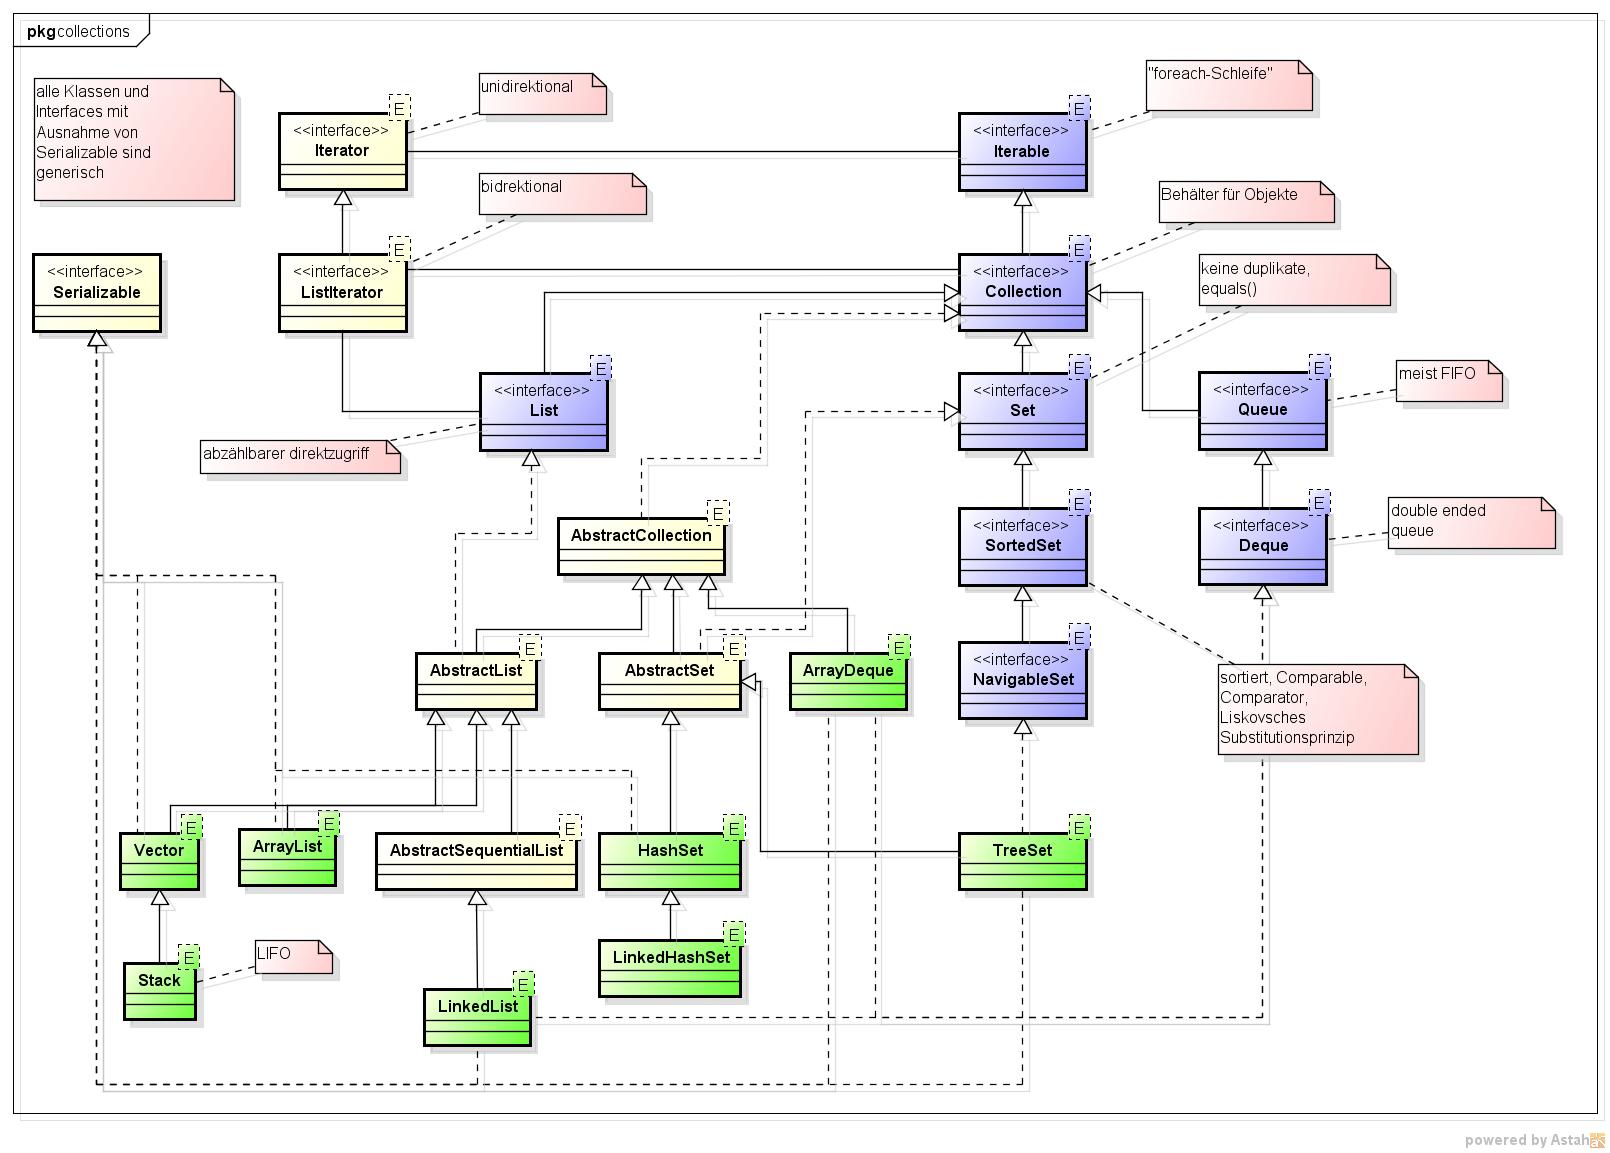 pkg collections
alle Klassen und
Interfaces mit
Ausnahme von
Serializable sind
generisch
unidirektional
"foreach-Schleife"
E
<<interface>>
Iterator
E
<<interface>>
Iterable
bidrektional
Behälter für Objekte
E
<<interface>>
Serializable
<<interface>>
ListIterator
E
<<interface>>
Collection
keine duplikate,
equals()
E
<<interface>>
List
E
<<interface>>
Set
E
<<interface>>
Queue
meist FIFO
abzählbarer direktzugriff
E
AbstractCollection
E
<<interface>>
SortedSet
E
<<interface>>
Deque
double ended
queue
E
AbstractList
E
AbstractSet
E
ArrayDeque
E
<<interface>>
NavigableSet
sortiert, Comparable,
Comparator,
Liskovsches
Substitutionsprinzip
E
Vector
E
ArrayList
E
AbstractSequentialList
E
HashSet
E
TreeSet
E
Stack
LIFO
E
LinkedHashSet
E
LinkedList
powered by Astah